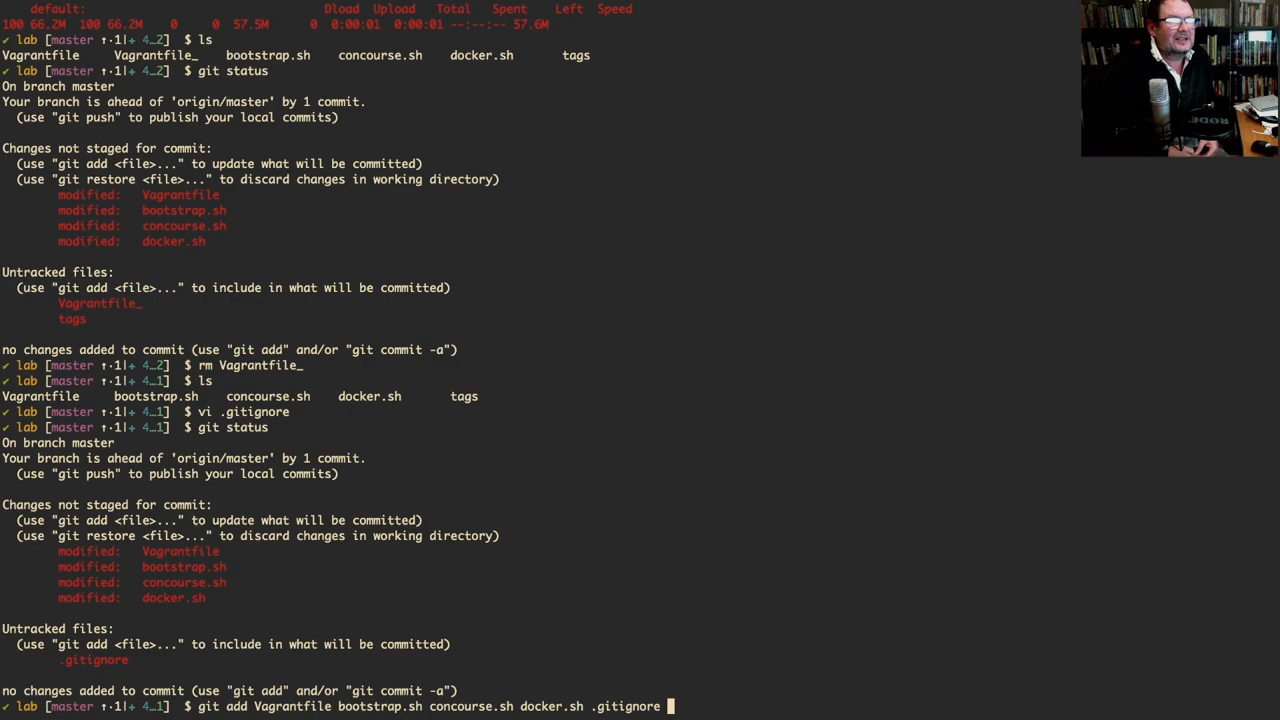 default: Dload Upload Total Spent Left Speed
100 66.2M 100 66.2M 0 0 57.5M 0 0:00:01 0:00:01 --:--:-- 57.6M
✔ lab [master ↑·1|✚ 4…2] $ ls
Vagrantfile Vagrantfile_ bootstrap.sh concourse.sh docker.sh tags
✔ lab [master ↑·1|✚ 4…2] $ git status
On branch master
Your branch is ahead of 'origin/master' by 1 commit.
(use "git push" to publish your local commits)
Changes not staged for commit:
(use "git add <file>..." to update what will be committed)
(use "git restore <file>..." to discard changes in working directory)
modified: Vagrantfile
modified: bootstrap.sh
modified: concourse.sh
modified: docker.sh
Untracked files:
(use "git add <file>..." to include in what will be committed)
Vagrantfile_
tags
no changes added to commit (use "git add" and/or "git commit -a")
✔ lab [master ↑·1|✚ 4…2] $ rm Vagrantfile_
✔ lab [master ↑·1|✚ 4…1] $ ls
Vagrantfile bootstrap.sh concourse.sh docker.sh tags
✔ lab [master ↑·1|✚ 4…1] $ vi .gitignore
✔ lab [master ↑·1|✚ 4…1] $ git status
On branch master
Your branch is ahead of 'origin/master' by 1 commit.
(use "git push" to publish your local commits)
Changes not staged for commit:
(use "git add <file>..." to update what will be committed)
(use "git restore <file>..." to discard changes in working directory)
modified: Vagrantfile
modified: bootstrap.sh
modified: concourse.sh
modified: docker.sh
Untracked files:
(use "git add <file>..." to include in what will be committed)
.gitignore
no changes added to commit (use "git add" and/or "git commit -a")
✔ lab [master ↑·1|✚ 4…1] $ git add Vagrantfile bootstrap.sh concourse.sh docker.sh .gitignore
RODE